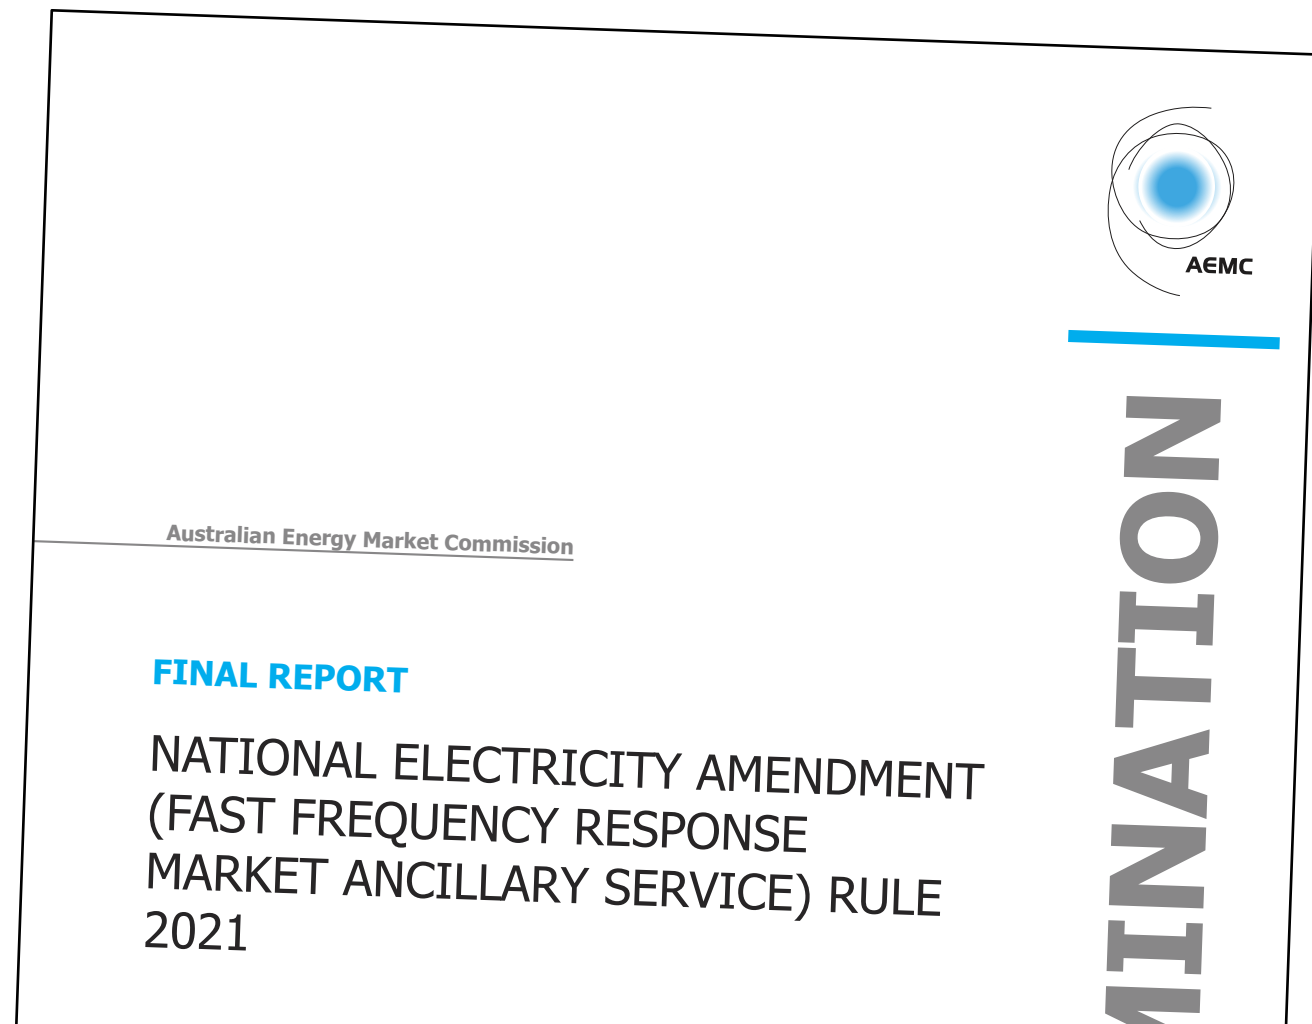 AEMC
Australian Energy Market Commission
FINAL REPORT
NATIONAL ELECTRICITY AMENDMENT
(FAST FREQUENCY RESPONSE
MARKET ANCILLARY SERVICE) RULE
2021
MINATION